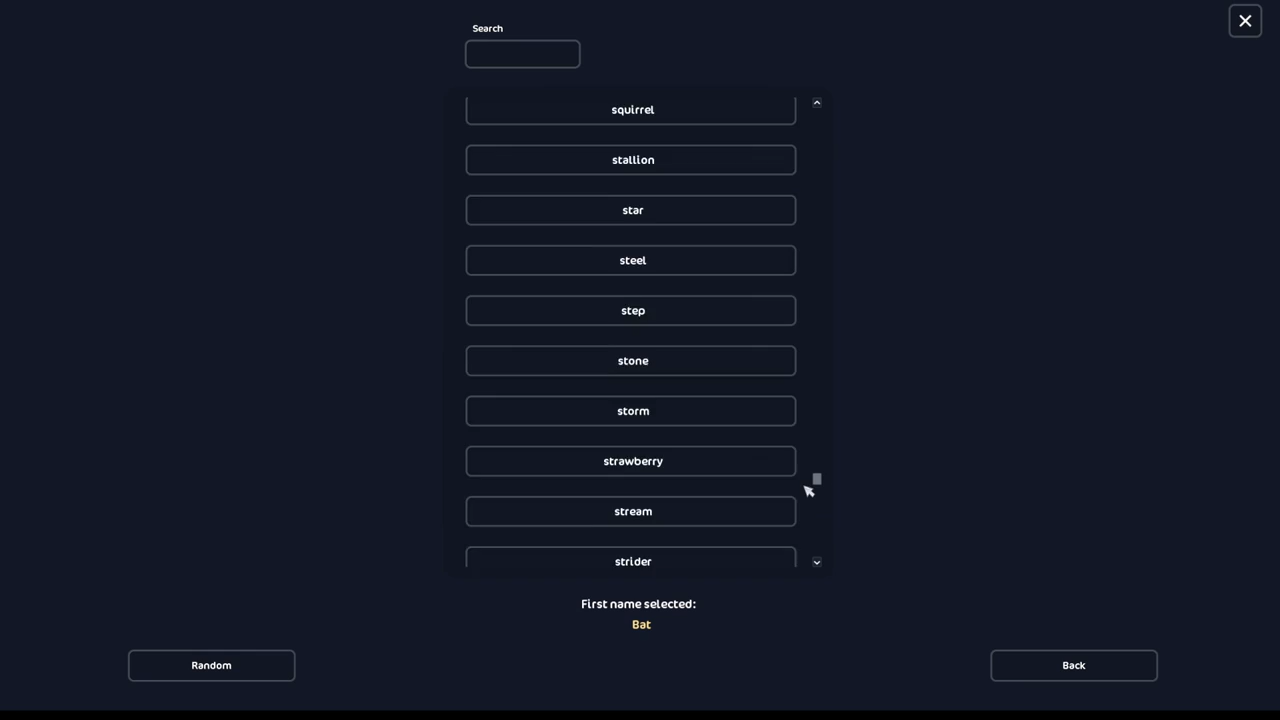 Search
squirrel
stallion
star
steel
step
stone
storm
strawberry
stream
strider
First name selected:
Bat
Random
Back